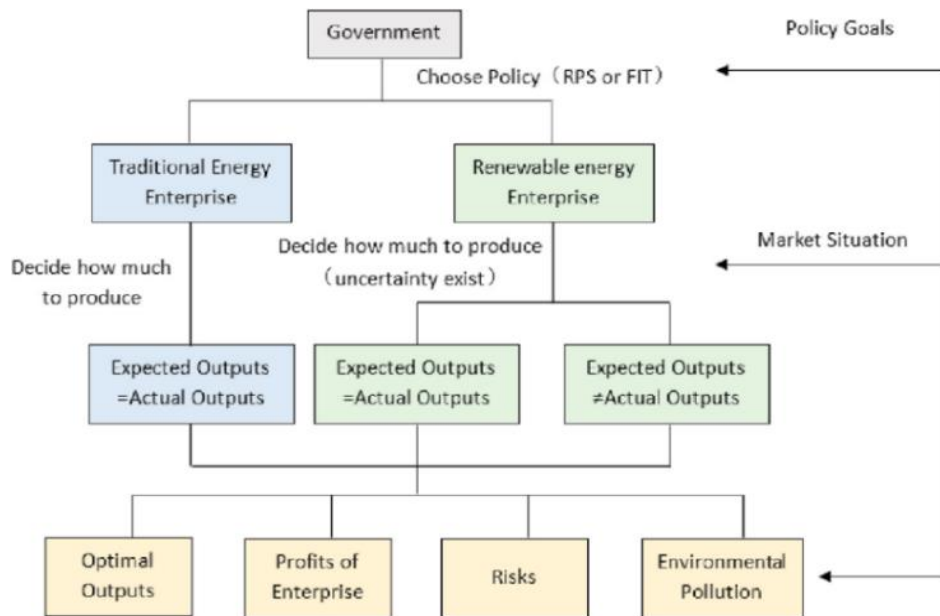 Government
Policy Goals
Choose Policy（RPS or FIT）
Traditional Energy
Enterprise
Renewable energy
Enterprise
Decide how much
to produce
Decide how much to produce
（uncertainty exist）
Market Situation
Expected Outputs
=Actual Outputs
Expected Outputs
=Actual Outputs
Expected Outputs
≠Actual Outputs
Optimal
Outputs
Profits of
Enterprise
Risks
Environmental
Pollution